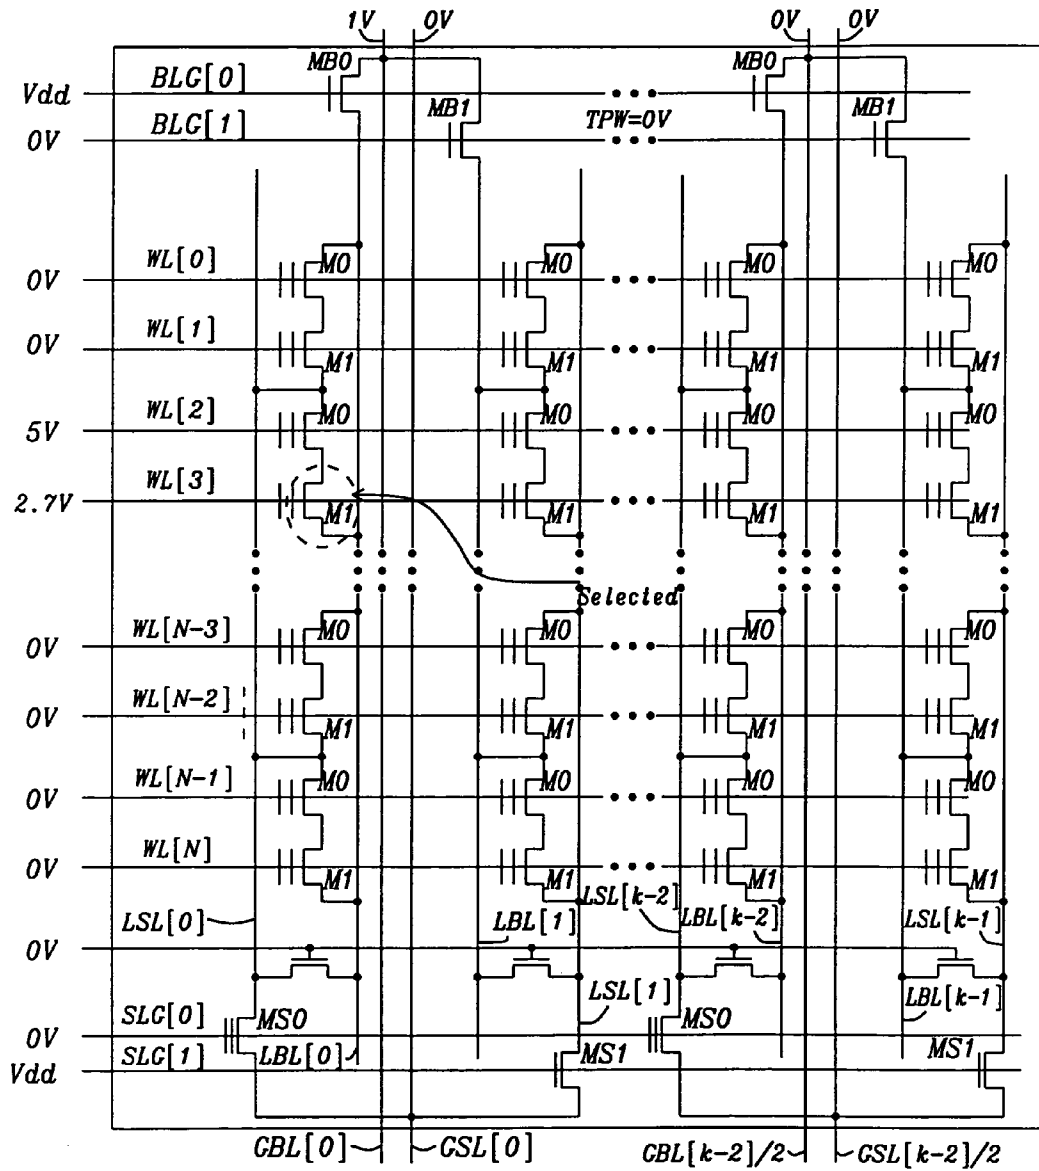 1V 0V 0V 0V
MB0 MB0
Vdd BLG[0]
MB1 TPW=0V MB1
0V BLG[1]
0V WL[0] M0 M0 M0 M0
0V WL[1] M1 M1 M1 M1
5V WL[2] M0 M0 M0 M0
2.7V WL[3] M1 M1 M1 M1
Selected
0V WL[N-3] M0 M0 M0 M0
0V WL[N-2] M1 M1 M1 M1
0V WL[N-1] M0 M0 M0 M0
0V WL[N] M1 M1 M1 M1
LSL[0] LBL[1] LSL[k-2] LBL[k-2] LSL[k-1]
0V
LSL[1] LBL[k-1]
0V SLG[0] MS0 MS0
Vdd SLG[1] LBL[0] MS1 MS1
GBL[0] GSL[0] GBL[k-2]/2 GSL[k-2]/2